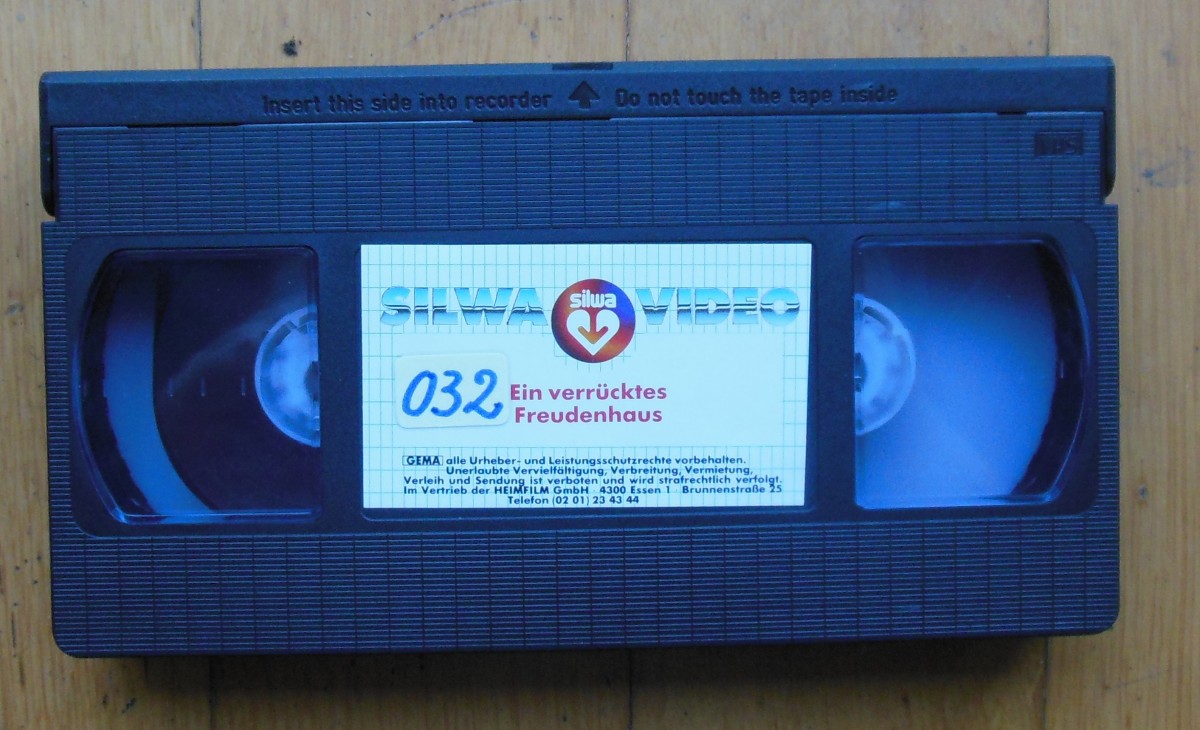 Insert this side into recorder Do not touch the tape inside
VHS
SILWA silwa VIDEO
032
Ein verrücktes
Freudenhaus
GEMA alle Urheber- und Leistungsschutzrechte vorbehalten.
Unerlaubte Vervielfältigung, Verbreitung, Vermietung,
Verleih und Sendung ist verboten und wird strafrechtlich verfolgt.
Im Vertrieb der HEIMFILM GmbH 4300 Essen 1 Brunnenstraße 25
Telefon (02 01) 23 43 44